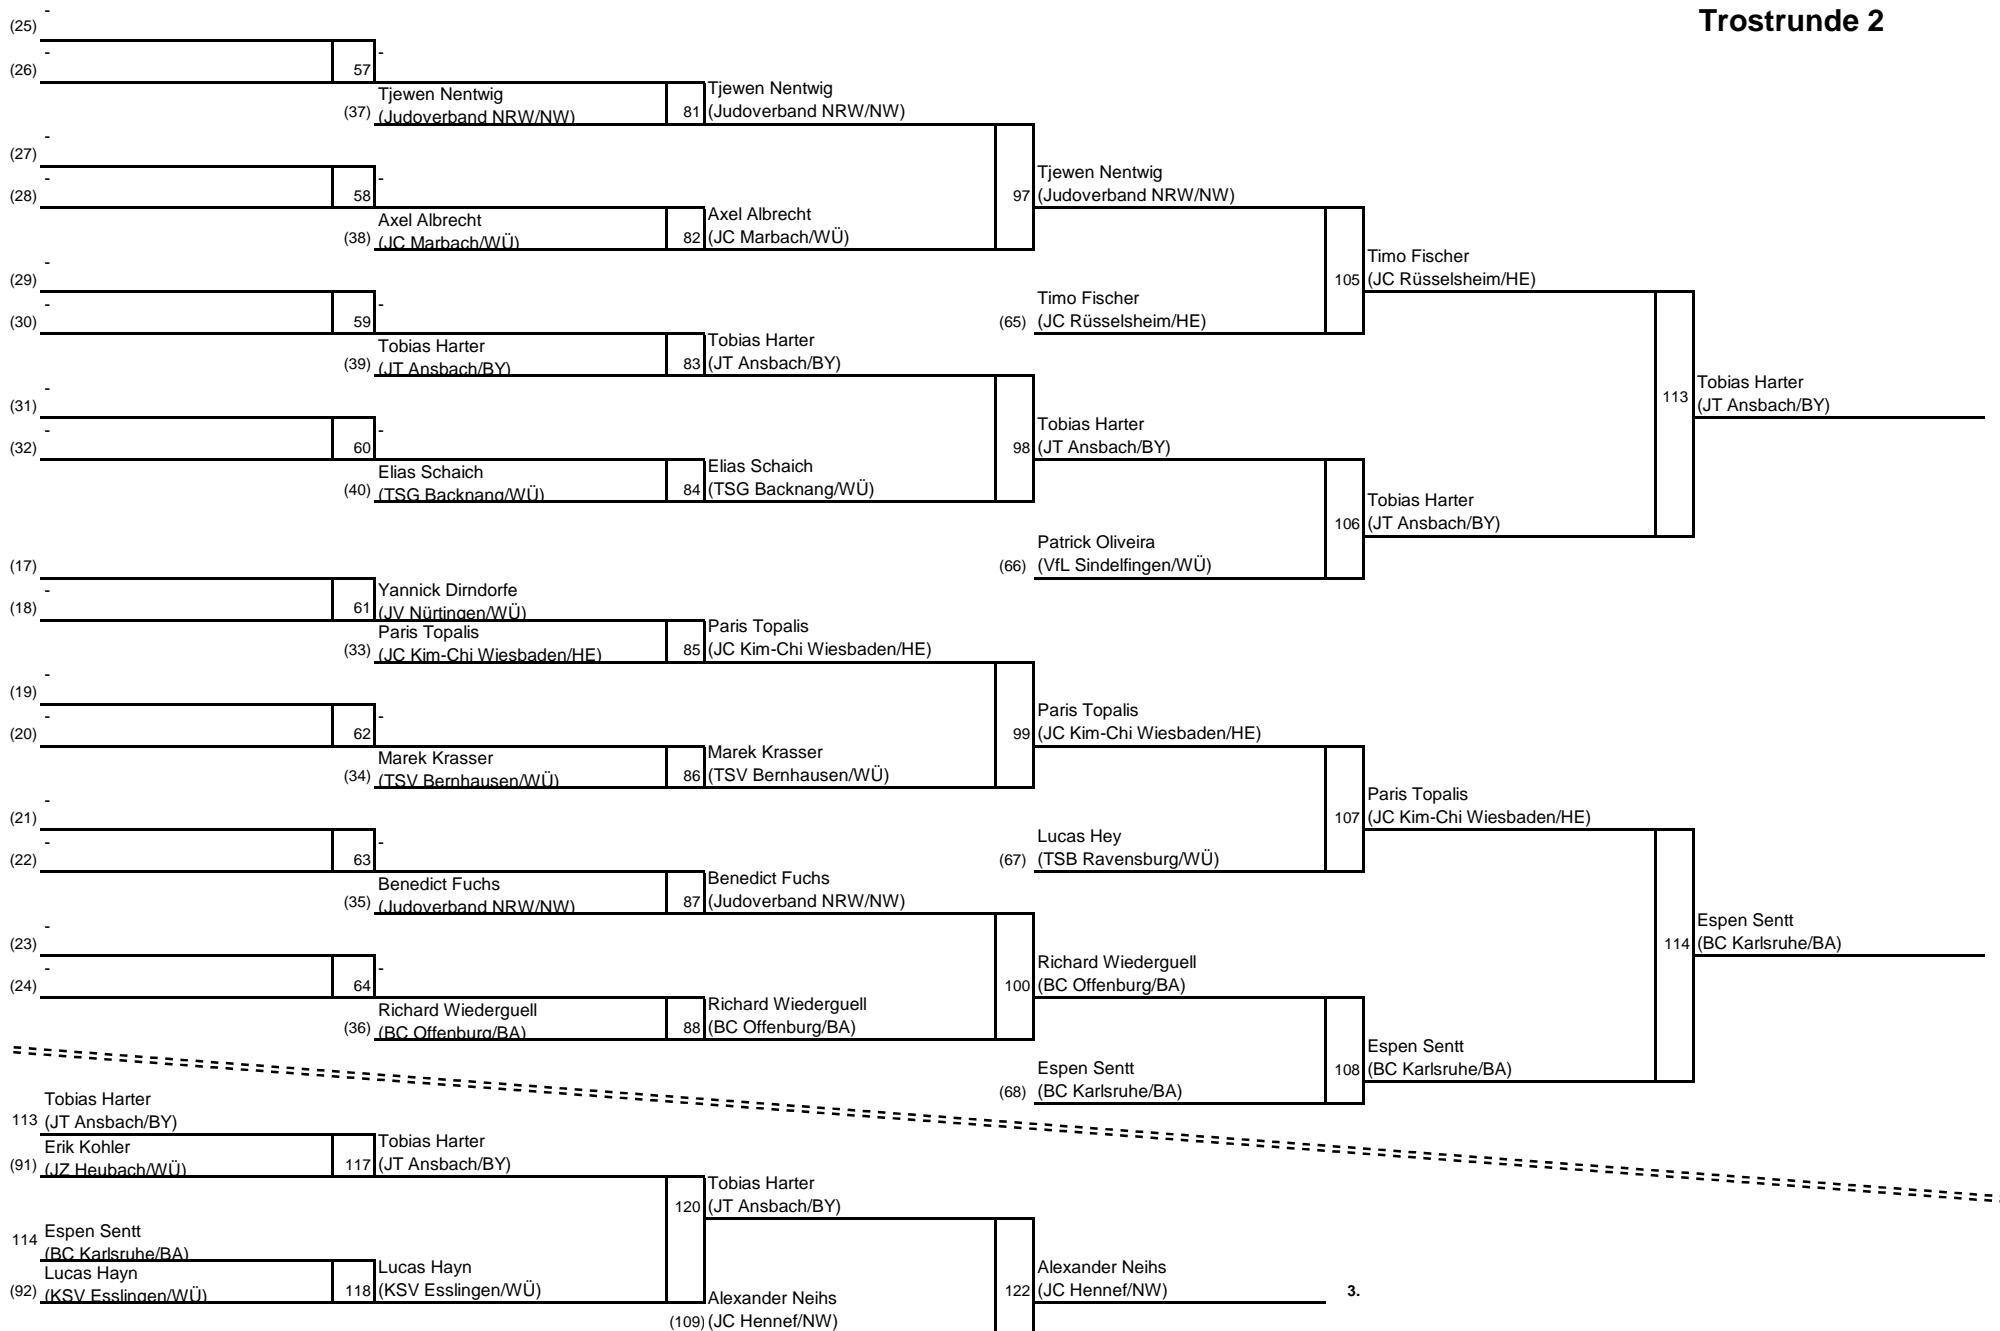 Trostrunde 2
-
(25)
-
-
(26)
57
Tjewen Nentwig
Tjewen Nentwig
(37) (Judoverband NRW/NW)
81 (Judoverband NRW/NW)
-
(27)
Tjewen Nentwig
-
-
(28)
58
97 (Judoverband NRW/NW)
Axel Albrecht
Axel Albrecht
(38) (JC Marbach/WÜ)
82 (JC Marbach/WÜ)
-
Timo Fischer
(29)
105 (JC Rüsselsheim/HE)
-
-
Timo Fischer
(30)
59
(65) (JC Rüsselsheim/HE)
Tobias Harter
Tobias Harter
(39) (JT Ansbach/BY)
83 (JT Ansbach/BY)
-
Tobias Harter
(31)
113 (JT Ansbach/BY)
-
-
Tobias Harter
(32)
60
98 (JT Ansbach/BY)
Elias Schaich
Elias Schaich
(40) (TSG Backnang/WÜ)
84 (TSG Backnang/WÜ)
Tobias Harter
106 (JT Ansbach/BY)
Patrick Oliveira
(17)
(66) (VfL Sindelfingen/WÜ)
-
Yannick Dirndorfe
(18)
61 (JV Nürtingen/WÜ)
Paris Topalis
Paris Topalis
(33) (JC Kim-Chi Wiesbaden/HE)
85 (JC Kim-Chi Wiesbaden/HE)
-
(19)
-
-
Paris Topalis
(20)
62
99 (JC Kim-Chi Wiesbaden/HE)
Marek Krasser
Marek Krasser
(34) (TSV Bernhausen/WÜ)
86 (TSV Bernhausen/WÜ)
-
Paris Topalis
(21)
107 (JC Kim-Chi Wiesbaden/HE)
-
-
Lucas Hey
(22)
63
(67) (TSB Ravensburg/WÜ)
Benedict Fuchs
Benedict Fuchs
(35) (Judoverband NRW/NW)
87 (Judoverband NRW/NW)
-
Espen Sentt
(23)
114 (BC Karlsruhe/BA)
-
-
Richard Wiederguell
(24)
64
100 (BC Offenburg/BA)
Richard Wiederguell
Richard Wiederguell
(36) (BC Offenburg/BA)
88 (BC Offenburg/BA)
Espen Sentt
108 (BC Karlsruhe/BA)
Espen Sentt
(68) (BC Karlsruhe/BA)
Tobias Harter
113 (JT Ansbach/BY)
Erik Kohler
Tobias Harter
(91) (JZ Heubach/WÜ)
117 (JT Ansbach/BY)
Tobias Harter
120 (JT Ansbach/BY)
Espen Sentt
114 (BC Karlsruhe/BA)
Lucas Hayn
Lucas Hayn
Alexander Neihs
(92) (KSV Esslingen/WÜ)
118 (KSV Esslingen/WÜ)
122 (JC Hennef/NW)
3.
Alexander Neihs
(109) (JC Hennef/NW)